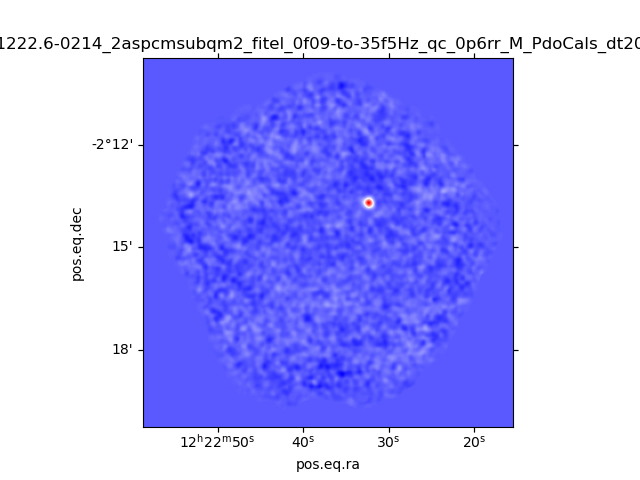 1222.6-0214_2aspcmsubqm2_fitel_0f09-to-35f5Hz_qc_0p6rr_M_PdoCals_dt20
-2°12'
15'
18'
pos.eq.dec
12ʰ22ᵐ50ˢ 40ˢ 30ˢ 20ˢ
pos.eq.ra